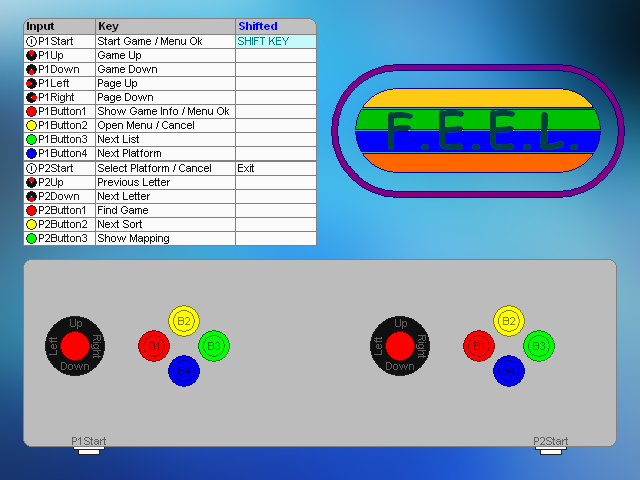 Input Key Shifted
P1Start Start Game / Menu Ok SHIFT KEY
P1Up Game Up
P1Down Game Down
P1Left Page Up
P1Right Page Down
P1Button1 Show Game Info / Menu Ok
P1Button2 Open Menu / Cancel
P1Button3 Next List
P1Button4 Next Platform
P2Start Select Platform / Cancel Exit
P2Up Previous Letter
P2Down Next Letter
P2Button1 Find Game
P2Button2 Next Sort
P2Button3 Show Mapping
F.E.E.L.
Up Left Right Down
B2
B1 B3
B4
Up Left Right Down
B2
B1 B3
B4
P1Start P2Start